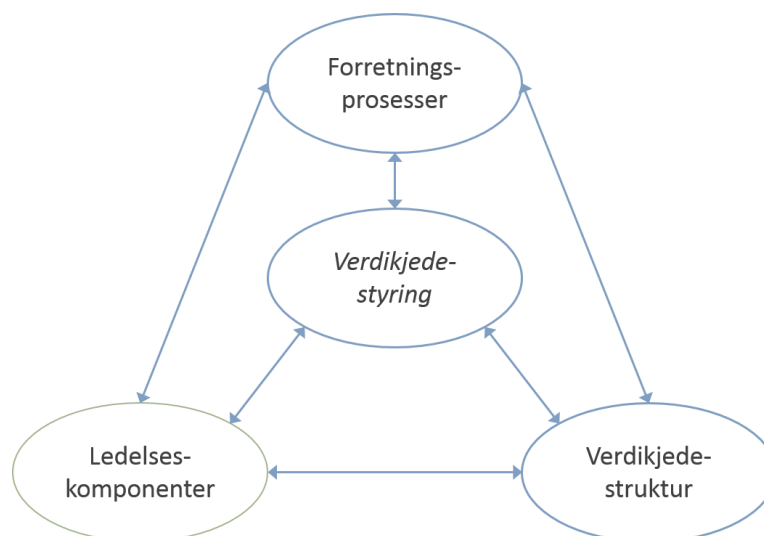 Forretnings-
prosesser
Verdikjede-
styring
Ledelses-
komponenter
Verdikjede-
struktur